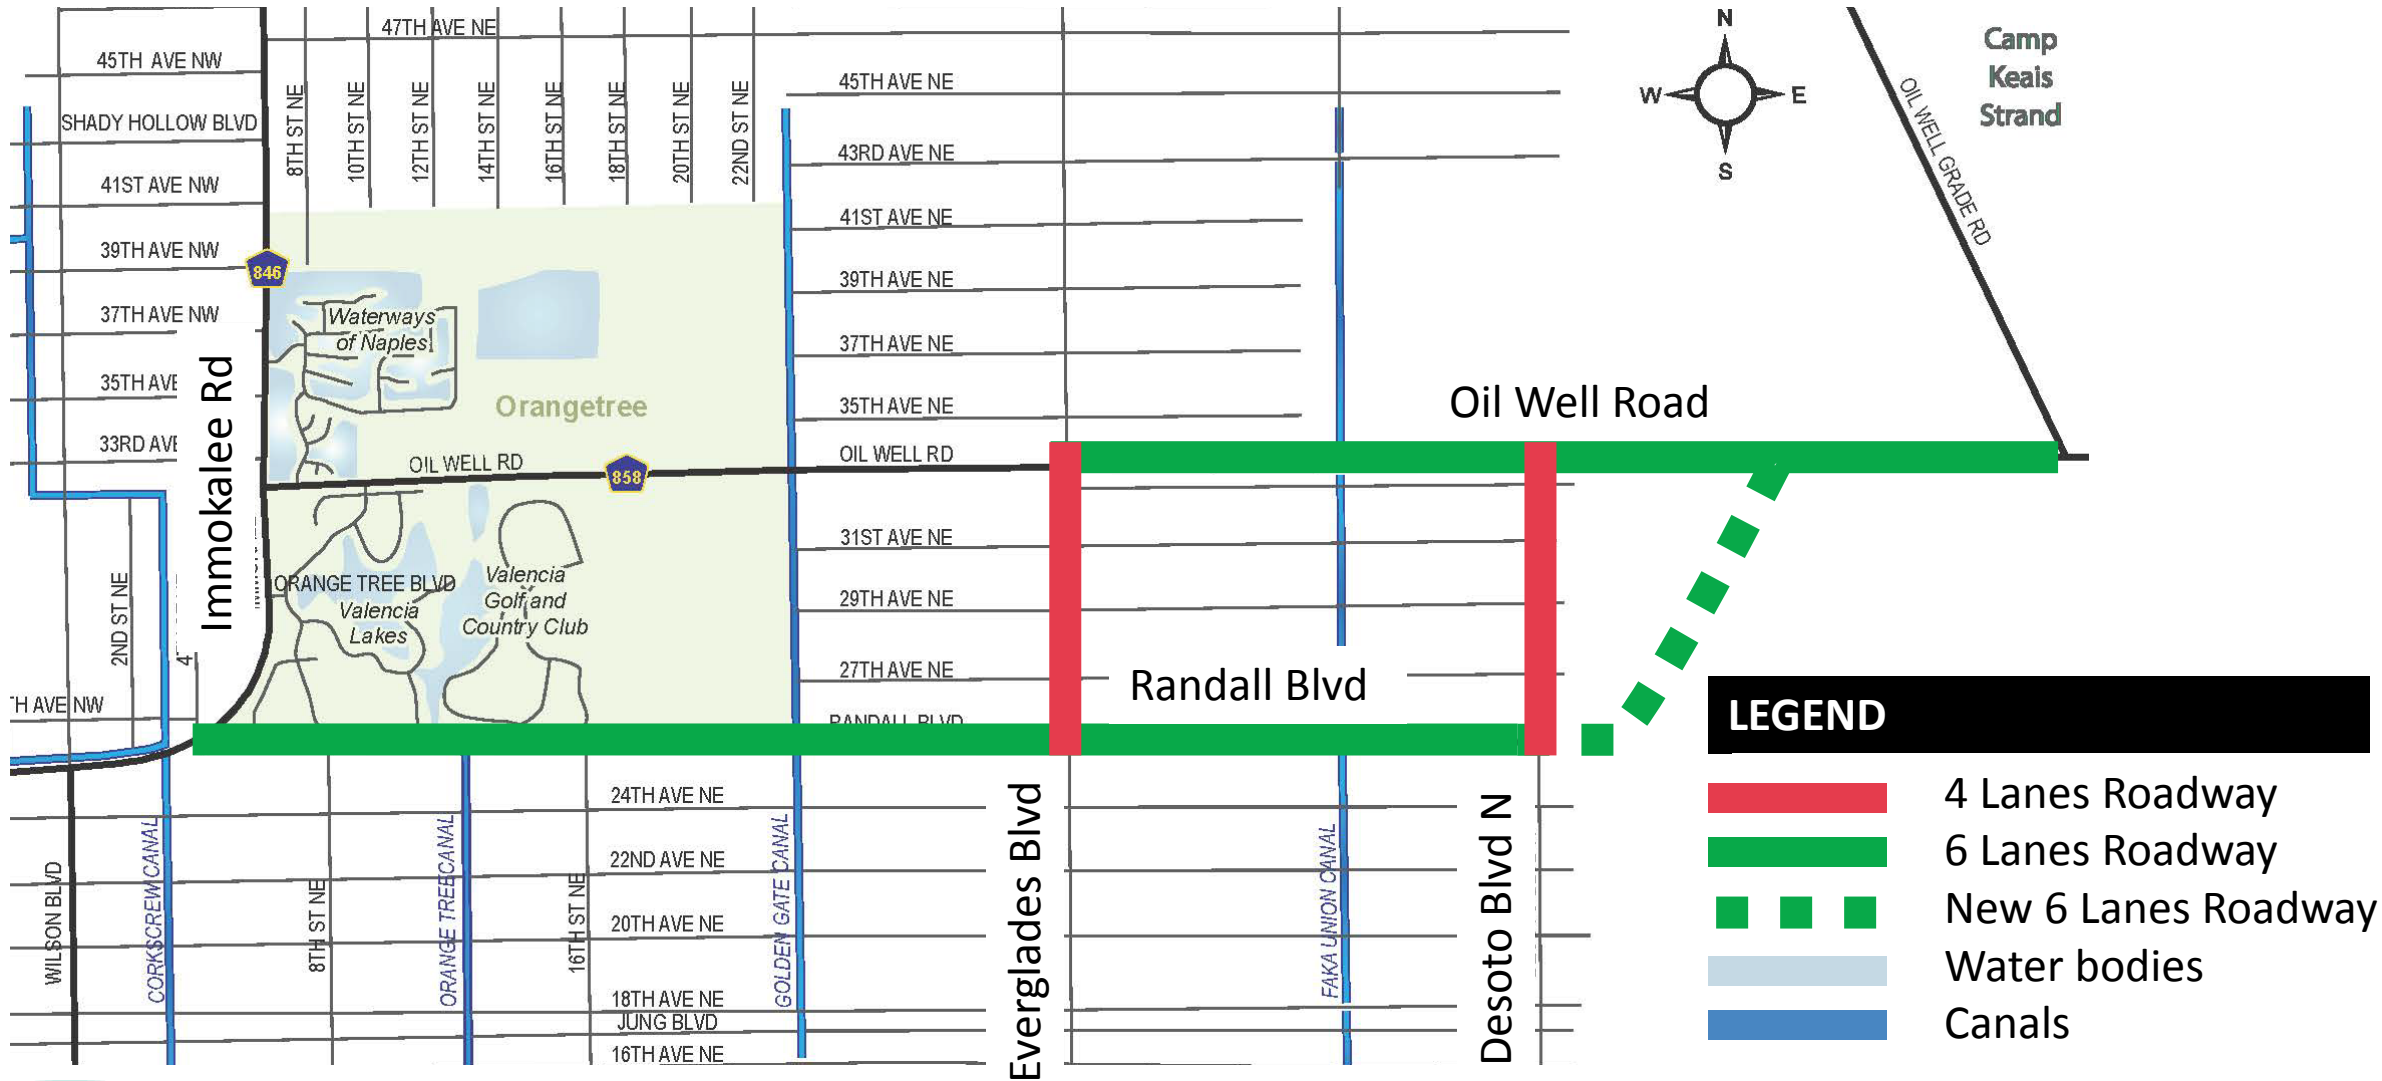 47TH AVE NE
45TH AVE NW
SHADY HOLLOW BLVD
41ST AVE NW
39TH AVE NW
37TH AVE NW
35TH AVE
33RD AVE
846
Immokalee Rd
8TH ST NE
10TH ST NE
12TH ST NE
14TH ST NE
16TH ST NE
18TH ST NE
20TH ST NE
22ND ST NE
45TH AVE NE
43RD AVE NE
41ST AVE NE
39TH AVE NE
37TH AVE NE
35TH AVE NE
OIL WELL RD
31ST AVE NE
29TH AVE NE
27TH AVE NE
RANDALL BLVD
N
W
E
S
Camp
Keais
Strand
OIL WELL GRADE RD
Waterways
of Naples
Orangetree
OIL WELL RD
858
Oil Well Road
ORANGE TREE BLVD
Valencia
Lakes
Valencia
Golf and
Country Club
2ND ST NE
4
TH AVE NW
Randall Blvd
24TH AVE NE
22ND AVE NE
20TH AVE NE
18TH AVE NE
JUNG BLVD
16TH AVE NE
WILSON BLVD
CORKSCREW CANAL
8TH ST NE
ORANGE TREE CANAL
16TH ST NE
GOLDEN GATE CANAL
Everglades Blvd
FAKA UNION CANAL
Desoto Blvd N
LEGEND
4 Lanes Roadway
6 Lanes Roadway
New 6 Lanes Roadway
Water bodies
Canals